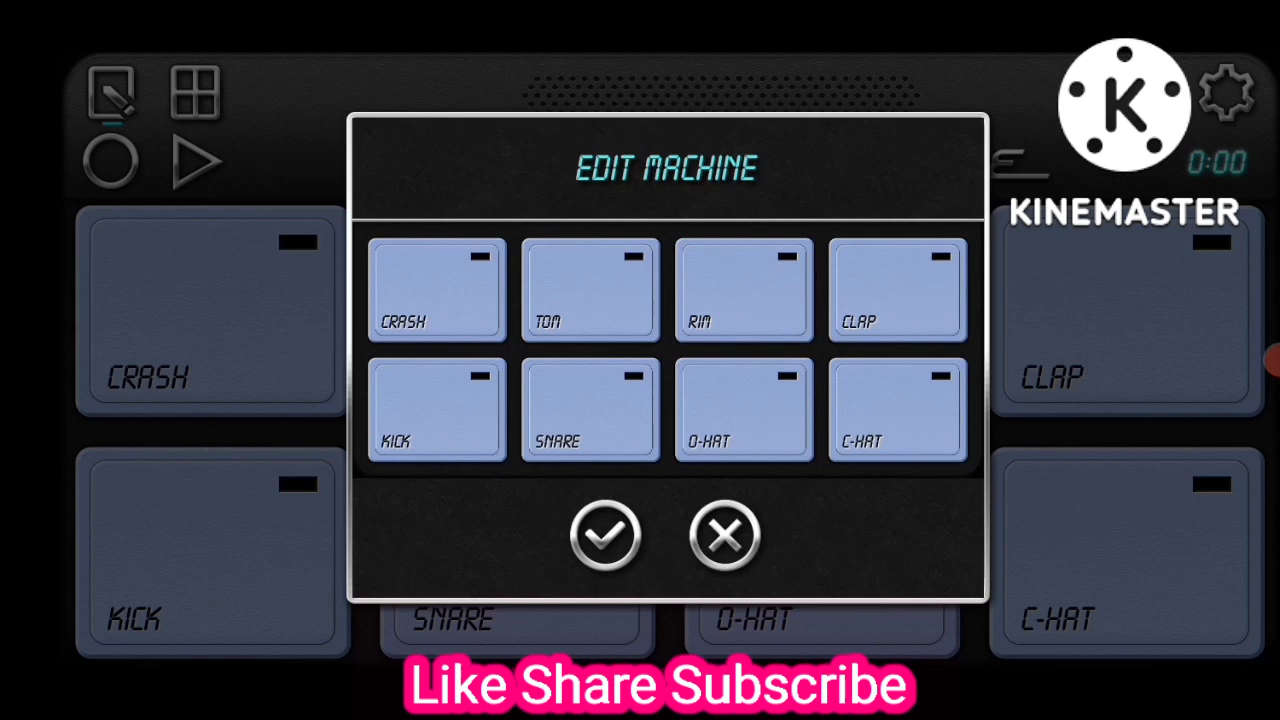 EDIT MACHINE
0:00
KINEMASTER
CRASH TOM RIM CLAP
KICK SNARE O-HAT C-HAT
CRASH CLAP
KICK SNARE O-HAT C-HAT
Like Share Subscribe